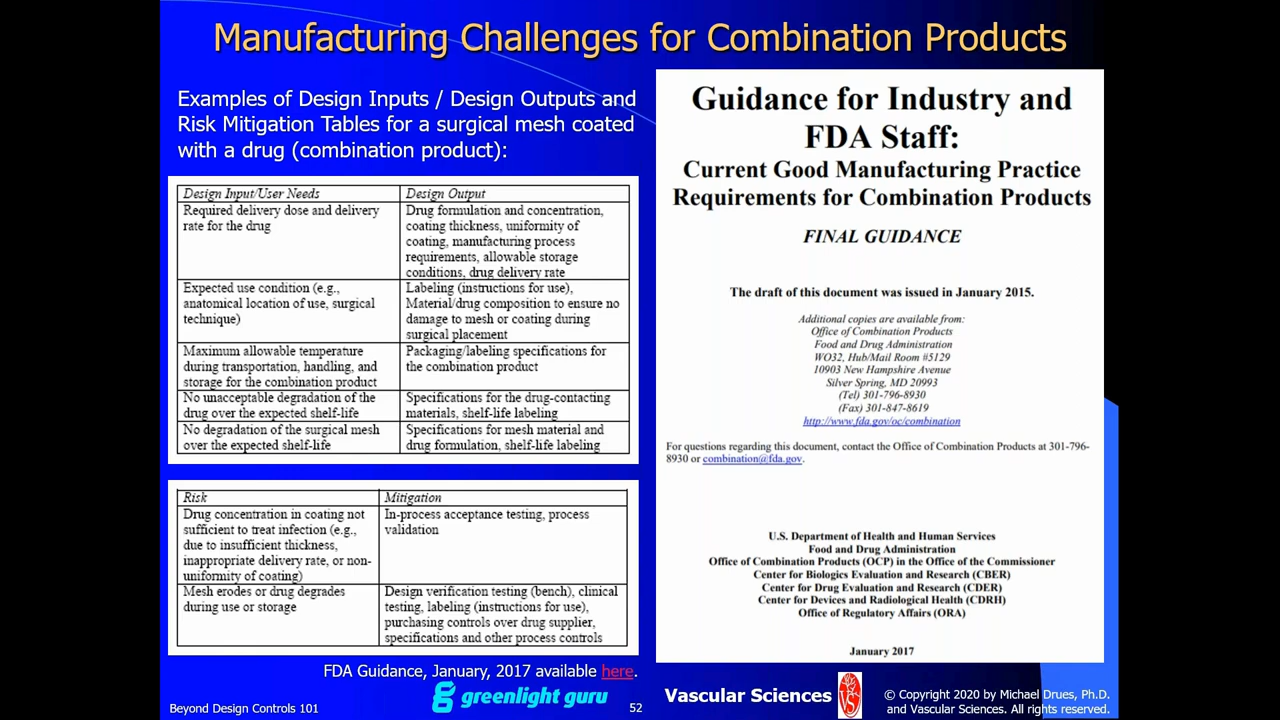 Manufacturing Challenges for Combination Products
Examples of Design Inputs / Design Outputs and
Risk Mitigation Tables for a surgical mesh coated
with a drug (combination product):
Design Input/User Needs
Design Output
Required delivery dose and delivery
rate for the drug
Drug formulation and concentration,
coating thickness, uniformity of
coating, manufacturing process
requirements, allowable storage
conditions, drug delivery rate
Expected use condition (e.g.,
anatomical location of use, surgical
technique)
Labeling (instructions for use),
Material/drug composition to ensure no
damage to mesh or coating during
surgical placement
Maximum allowable temperature
during transportation, handling, and
storage for the combination product
Packaging/labeling specifications for
the combination product
No unacceptable degradation of the
drug over the expected shelf-life
Specifications for the drug-contacting
materials, shelf-life labeling
No degradation of the surgical mesh
over the expected shelf-life
Specifications for mesh material and
drug formulation, shelf-life labeling
Risk
Mitigation
Drug concentration in coating not
sufficient to treat infection (e.g.,
due to insufficient thickness,
inappropriate delivery rate, or non-
uniformity of coating)
In-process acceptance testing, process
validation
Mesh erodes or drug degrades
during use or storage
Design verification testing (bench), clinical
testing, labeling (instructions for use),
purchasing controls over drug supplier,
specifications and other process controls
FDA Guidance, January, 2017 available here.
Guidance for Industry and
FDA Staff:
Current Good Manufacturing Practice
Requirements for Combination Products
FINAL GUIDANCE
The draft of this document was issued in January 2015.
Additional copies are available from:
Office of Combination Products
Food and Drug Administration
WO32, Hub/Mail Room #5129
10903 New Hampshire Avenue
Silver Spring, MD 20993
(Tel) 301-796-8930
(Fax) 301-847-8619
http://www.fda.gov/oc/combination
For questions regarding this document, contact the Office of Combination Products at 301-796-
8930 or combination@fda.gov.
U.S. Department of Health and Human Services
Food and Drug Administration
Office of Combination Products (OCP) in the Office of the Commissioner
Center for Biologics Evaluation and Research (CBER)
Center for Drug Evaluation and Research (CDER)
Center for Devices and Radiological Health (CDRH)
Office of Regulatory Affairs (ORA)
January 2017
Beyond Design Controls 101
greenlight guru
52
Vascular Sciences
© Copyright 2020 by Michael Drues, Ph.D.
and Vascular Sciences. All rights reserved.